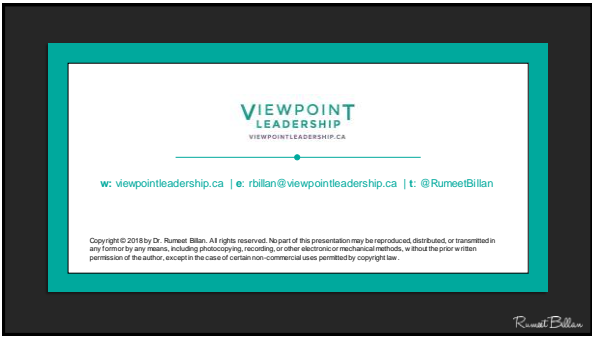 VIEWPOINT
LEADERSHIP
VIEWPOINTLEADERSHIP.CA
w: viewpointleadership.ca | e: rbillan@viewpointleadership.ca | t: @RumeetBillan
Copyright © 2018 by Dr. Rumeet Billan. All rights reserved. No part of this presentation may be reproduced, distributed, or transmitted in
any form or by any means, including photocopying, recording, or other electronic or mechanical methods, without the prior written
permission of the author, except in the case of certain non-commercial uses permitted by copyright law.
Rumeet Billan